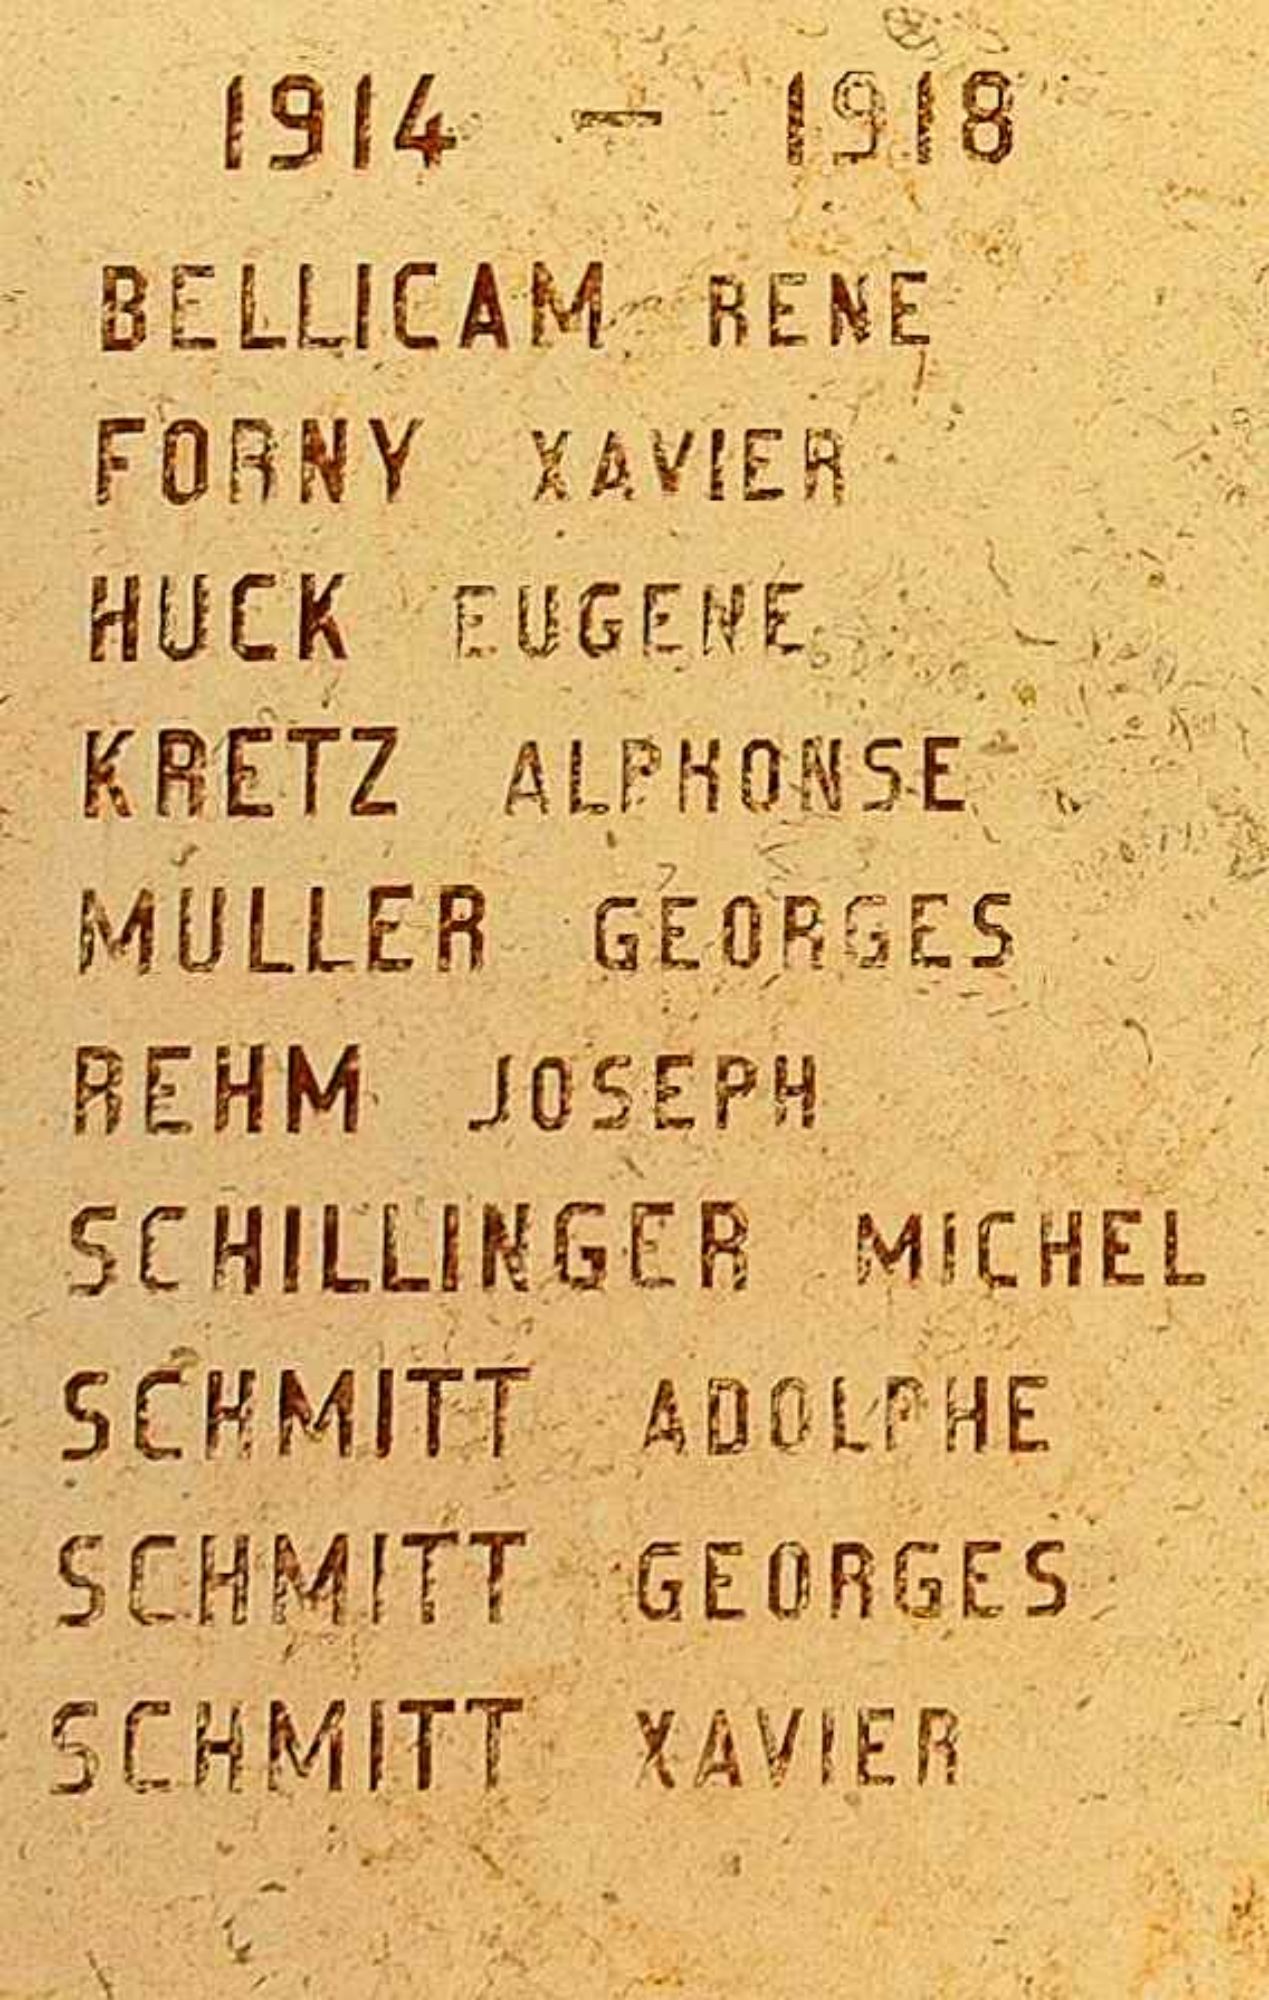 1914 — 1918
BELLICAM RENE
FORNY XAVIER
HUCK EUGENE
KRETZ ALPHONSE
MULLER GEORGES
REHM JOSEPH
SCHILLINGER MICHEL
SCHMITT ADOLPHE
SCHMITT GEORGES
SCHMITT XAVIER